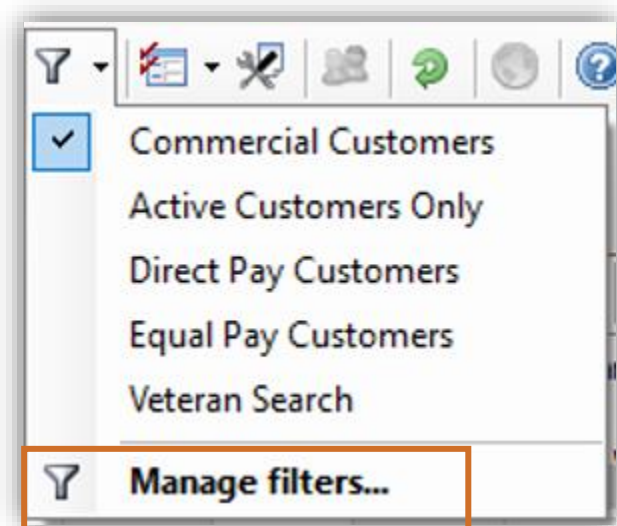 Commercial Customers
Active Customers Only
Direct Pay Customers
Equal Pay Customers
Veteran Search
Manage filters...